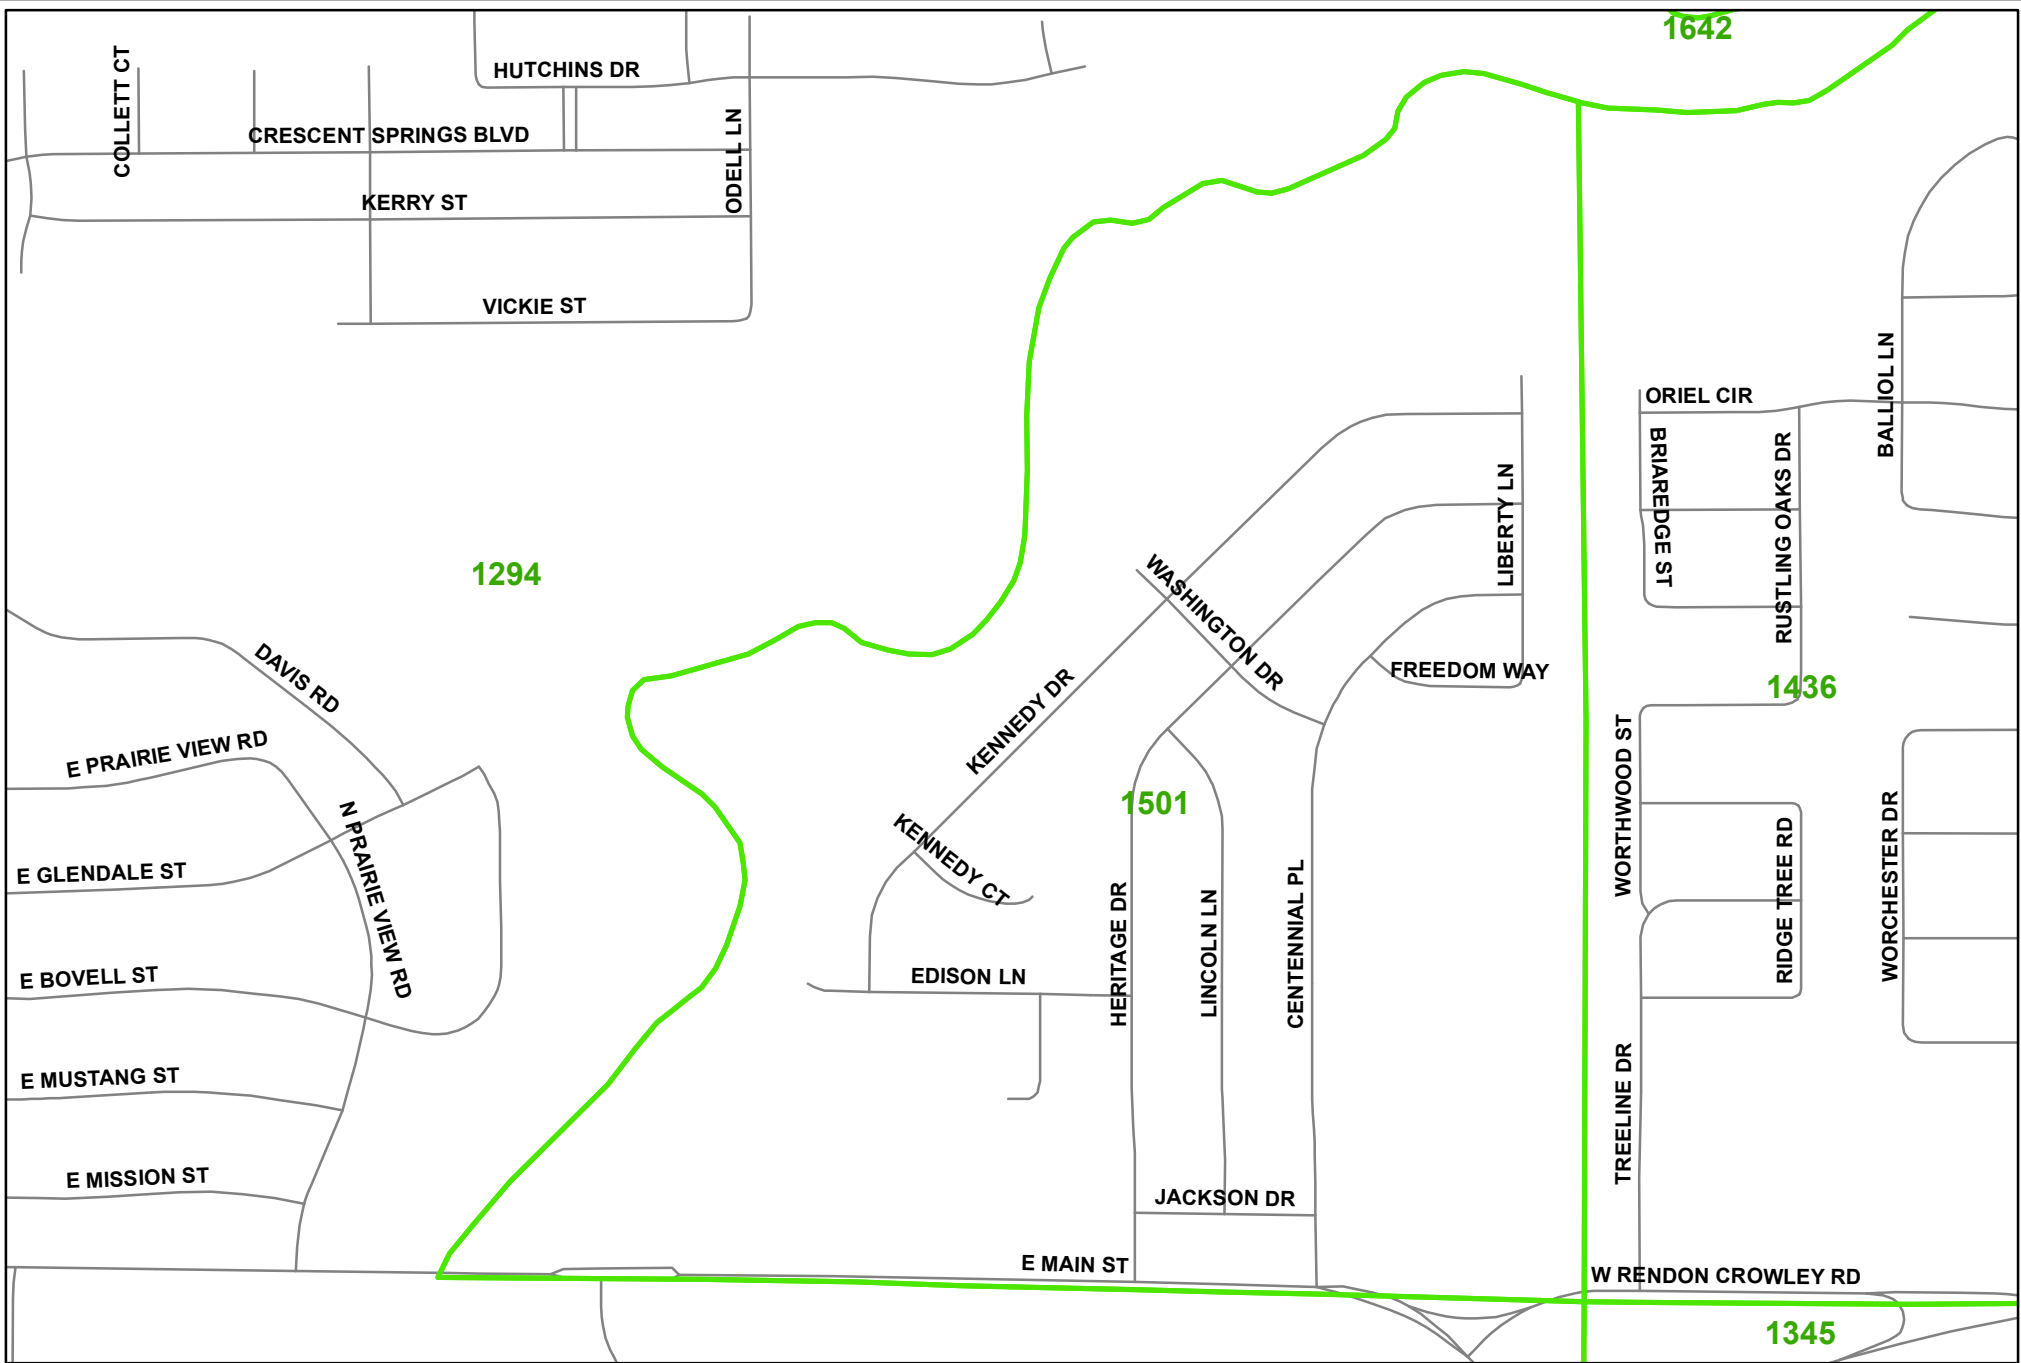 1642
COLLETT CT
HUTCHINS DR
CRESCENT SPRINGS BLVD
ODELL LN
KERRY ST
VICKIE ST
BALLIOL LN
ORIEL CIR
BRIAREDGE ST
RUSTLING OAKS DR
LIBERTY LN
1294
WASHINGTON DR
FREEDOM WAY
1436
DAVIS RD
KENNEDY DR
E PRAIRIE VIEW RD
WORTHWOOD ST
N PRAIRIE VIEW RD
1501
WORCHESTER DR
RIDGE TREE RD
KENNEDY CT
E GLENDALE ST
HERITAGE DR
LINCOLN LN
CENTENNIAL PL
E BOVELL ST
EDISON LN
E MUSTANG ST
TREELINE DR
E MISSION ST
JACKSON DR
E MAIN ST
W RENDON CROWLEY RD
1345